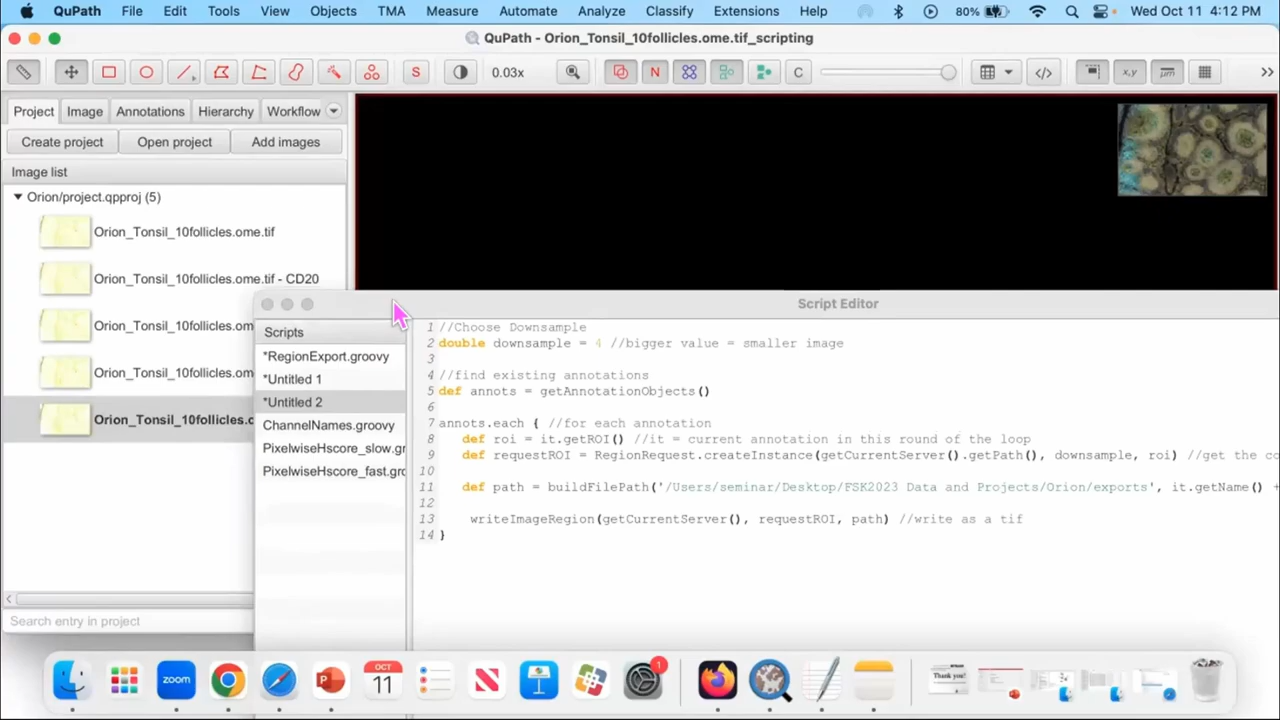 QuPath File Edit Tools View Objects TMA Measure Automate Analyze Classify Extensions Help 80% Wed Oct 11 4:12 PM
QuPath - Orion_Tonsil_10follicles.ome.tif_scripting
S 0.03x N C </> x,y μm >>
Project Image Annotations Hierarchy Workflow
Create project Open project Add images
Image list
Orion/project.qpproj (5)
Orion_Tonsil_10follicles.ome.tif
Orion_Tonsil_10follicles.ome.tif - CD20
Orion_Tonsil_10follicles.ome
Orion_Tonsil_10follicles.ome
Orion_Tonsil_10follicles.o
Search entry in project
Script Editor
Scripts
*RegionExport.groovy
*Untitled 1
*Untitled 2
ChannelNames.groovy
PixelwiseHscore_slow.gr
PixelwiseHscore_fast.gro
1 //Choose Downsample
2 double downsample = 4 //bigger value = smaller image
3
4 //find existing annotations
5 def annots = getAnnotationObjects()
6
7 annots.each { //for each annotation
8 def roi = it.getROI() //it = current annotation in this round of the loop
9 def requestROI = RegionRequest.createInstance(getCurrentServer().getPath(), downsample, roi) //get the co
10
11 def path = buildFilePath('/Users/seminar/Desktop/FSK2023 Data and Projects/Orion/exports', it.getName() +
12
13 writeImageRegion(getCurrentServer(), requestROI, path) //write as a tif
14 }
zoom
OCT
11
1
Thank you!